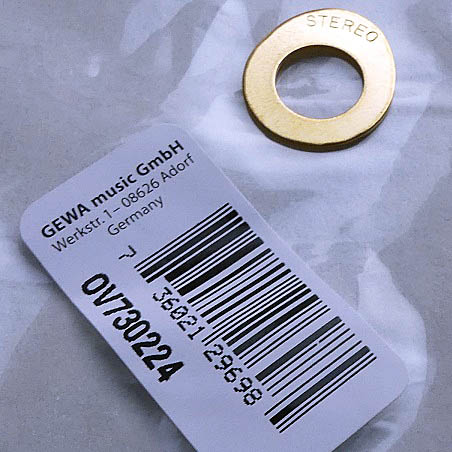 STEREO
GEWA music GmbH
Werkstr. 1 – 08626 Adorf
Germany
OV730224
7 36021 29698